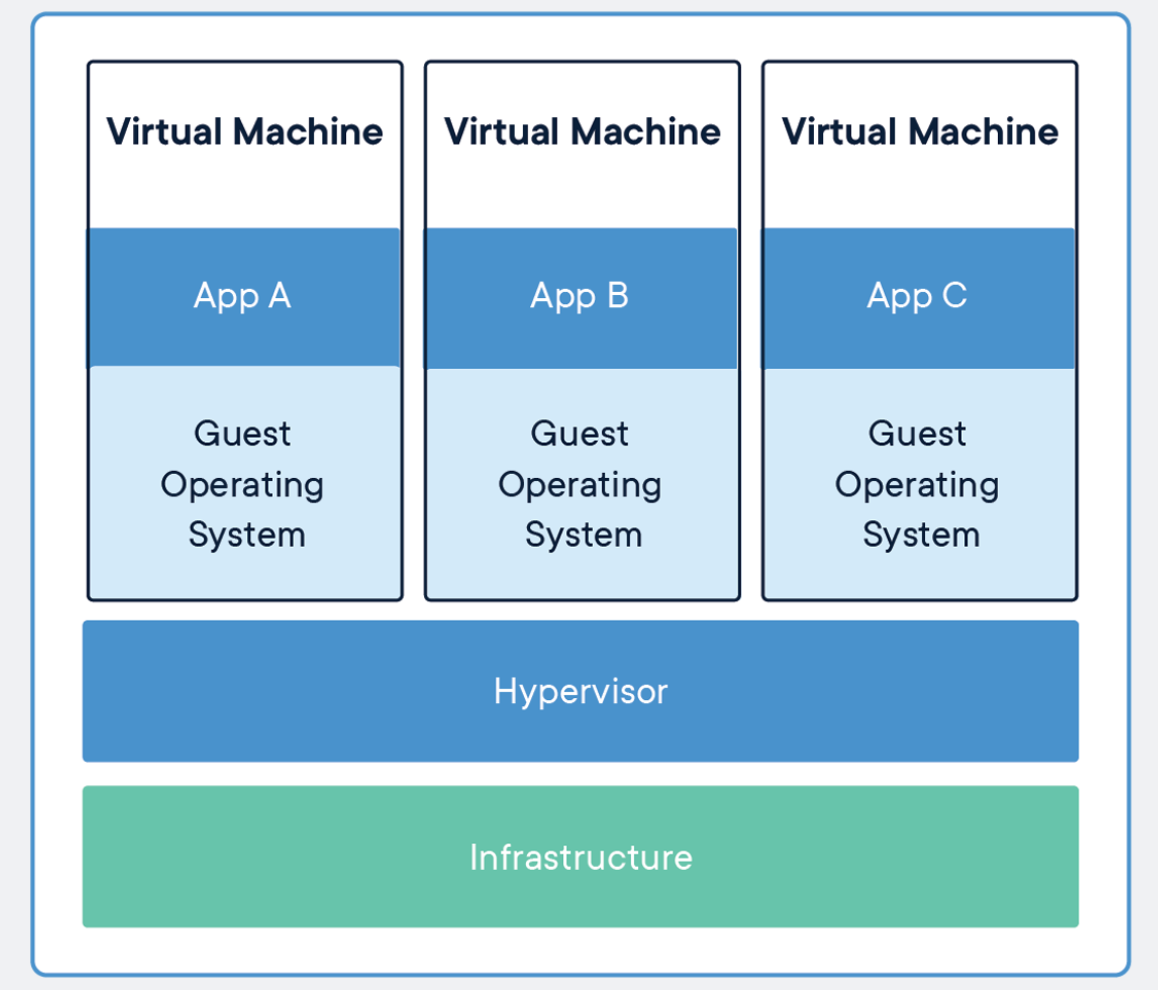 Virtual Machine
Virtual Machine
Virtual Machine
App A
App B
App C
Guest
Operating
System
Guest
Operating
System
Guest
Operating
System
Hypervisor
Infrastructure